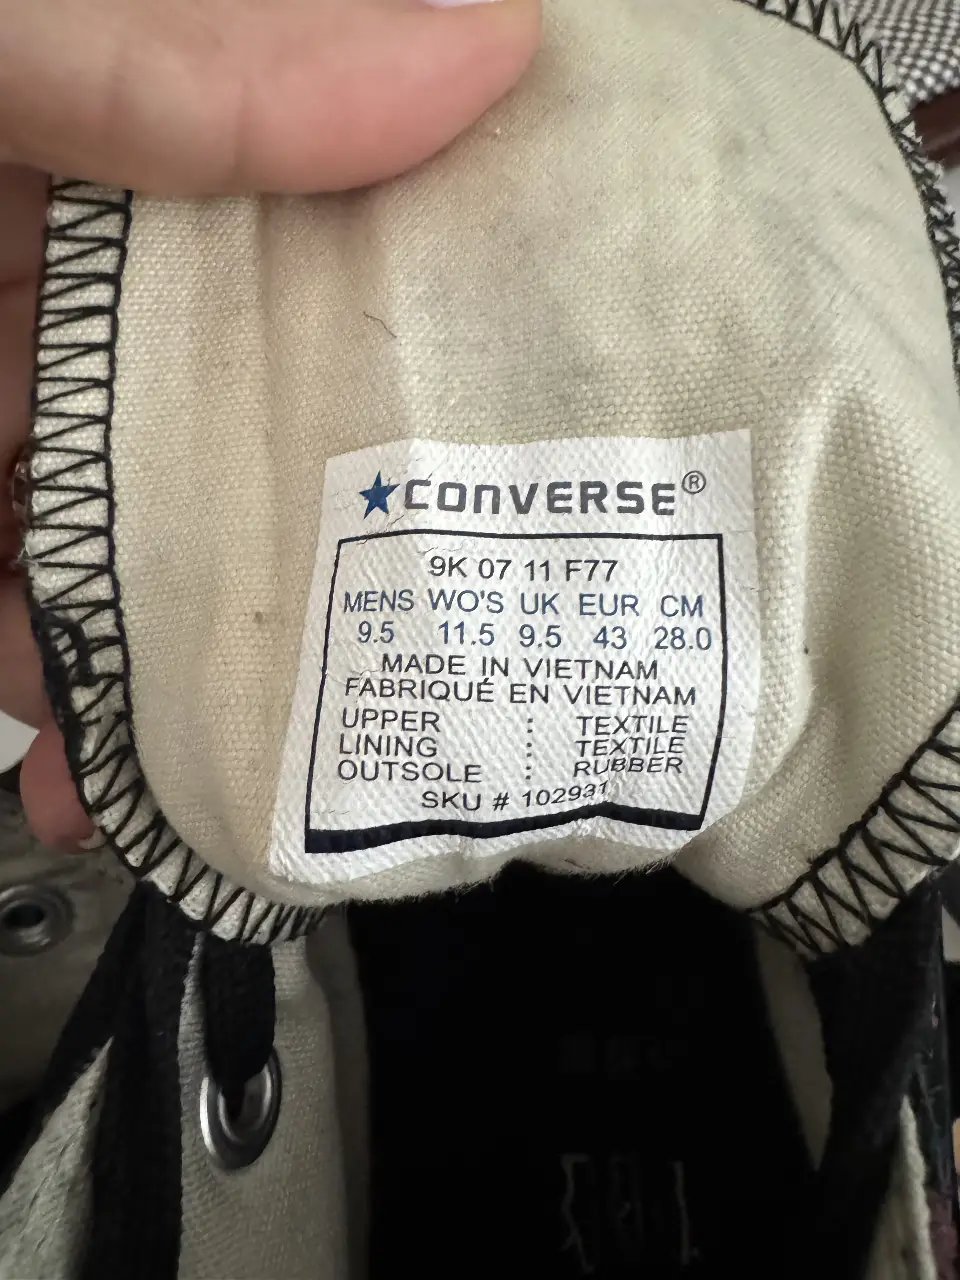 ★CONVERSE®
9K 07 11 F77
MENS WO'S UK EUR CM
9.5 11.5 9.5 43 28.0
MADE IN VIETNAM
FABRIQUÉ EN VIETNAM
UPPER : TEXTILE
LINING : TEXTILE
OUTSOLE : RUBBER
SKU # 102931